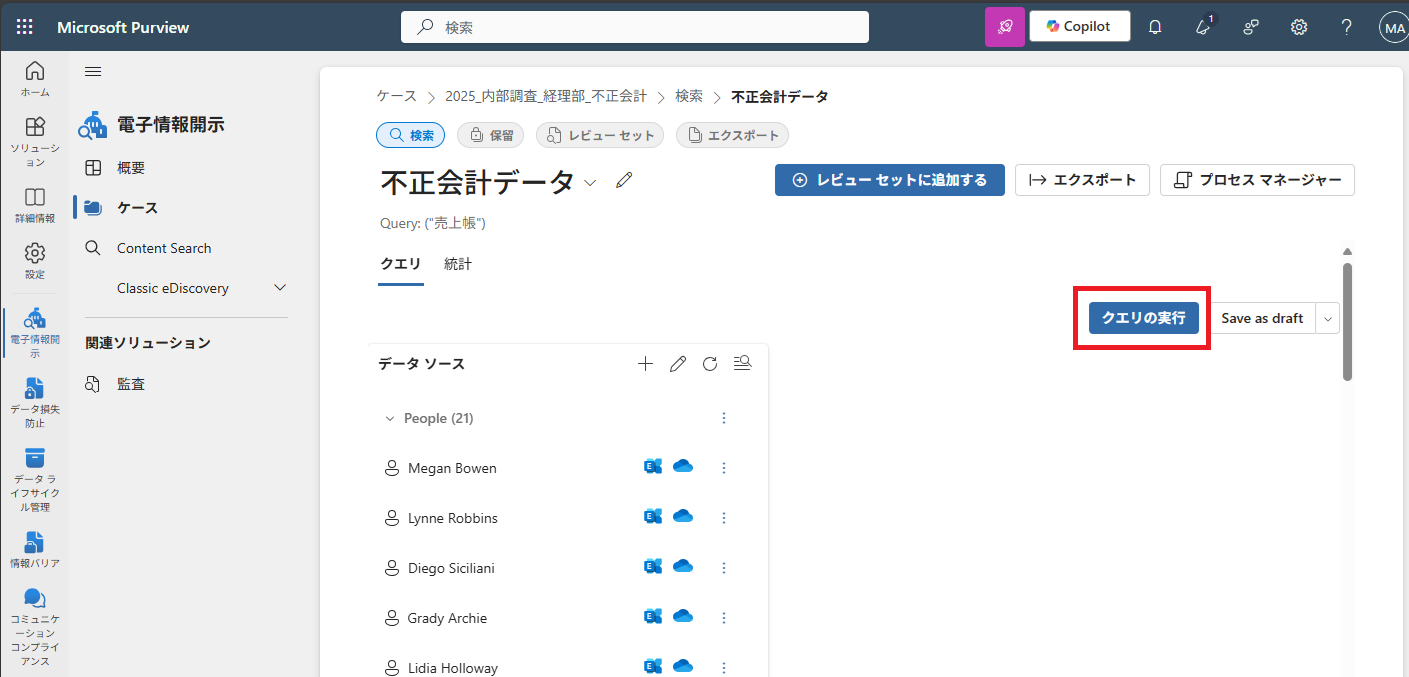 Microsoft Purview
検索
Copilot
1
MA
ホーム
ソリューシ
ョン
詳細情報
設定
電子情報開
示
データ損失
防止
データ ラ
イフサイク
ル管理
情報バリア
コミュニケ
ーション
コンプライ
アンス
電子情報開示
概要
ケース
Content Search
Classic eDiscovery
関連ソリューション
監査
ケース > 2025_内部調査_経理部_不正会計 > 検索 > 不正会計データ
検索 保留 レビュー セット エクスポート
不正会計データ
レビュー セットに追加する エクスポート プロセス マネージャー
Query: ("売上帳")
クエリ 統計
クエリの実行 Save as draft
データ ソース
People (21)
Megan Bowen
Lynne Robbins
Diego Siciliani
Grady Archie
Lidia Holloway